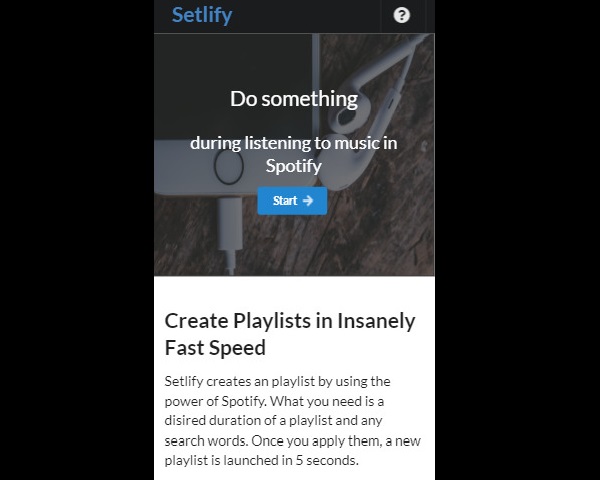 Setlify
Do something
during listening to music in
Spotify
Start
Create Playlists in Insanely
Fast Speed
Setlify creates an playlist by using the
power of Spotify. What you need is a
disired duration of a playlist and any
search words. Once you apply them, a new
playlist is launched in 5 seconds.